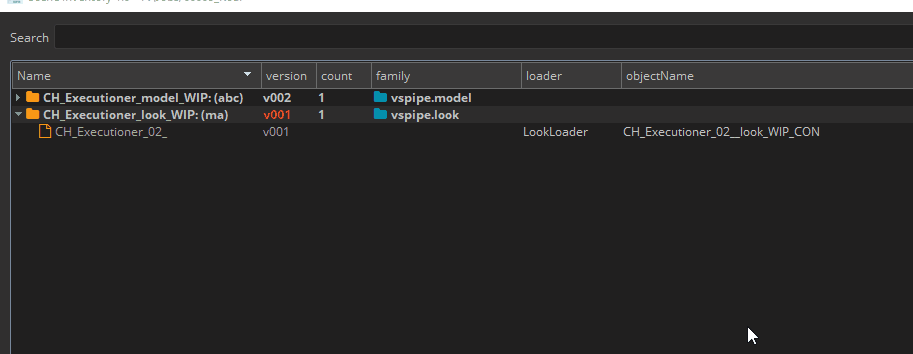 Search
Name version count family loader objectName
CH_Executioner_model_WIP: (abc) v002 1 vspipe.model
CH_Executioner_look_WIP: (ma) v001 1 vspipe.look
CH_Executioner_02_ v001 LookLoader CH_Executioner_02__look_WIP_CON